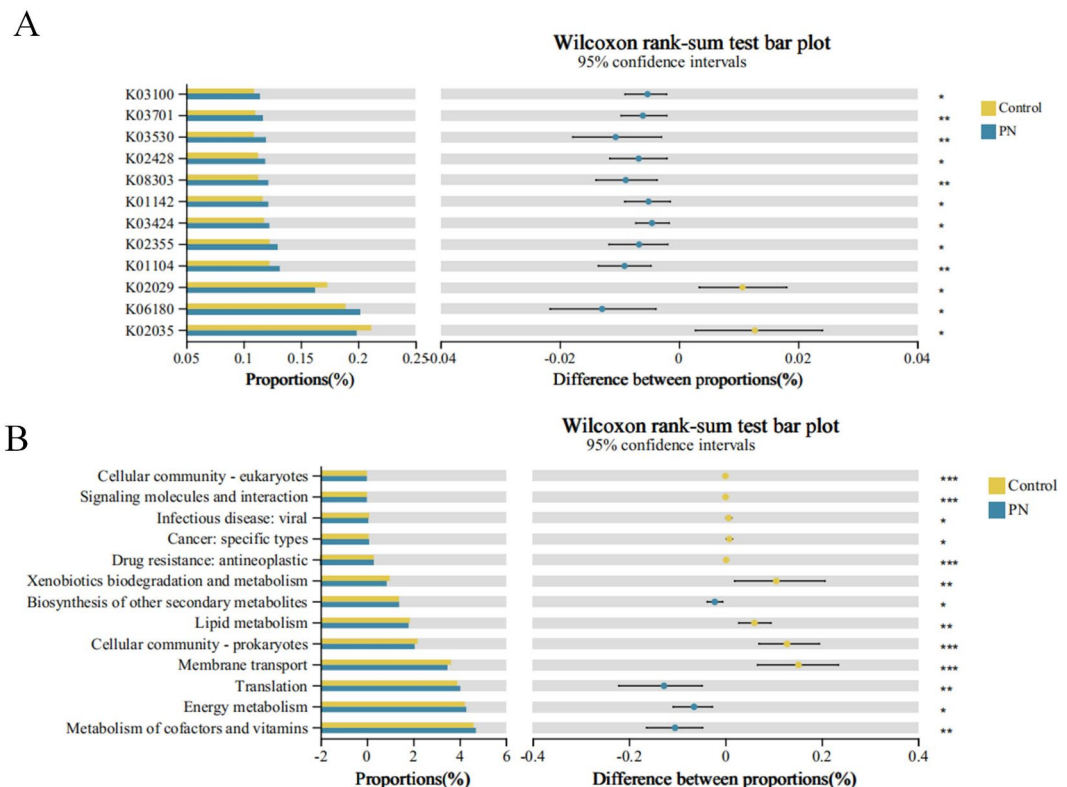 A
Wilcoxon rank-sum test bar plot
95% confidence intervals
K03100 *
K03701 **
K03530 **
K02428 *
K08303 **
K01142 *
K03424 *
K02355 *
K01104 **
K02029 *
K06180 *
K02035 *
Control
PN
0.05 0.1 0.15 0.2 0.25 -0.04 -0.02 0 0.02 0.04
Proportions(%) Difference between proportions(%)
B
Wilcoxon rank-sum test bar plot
95% confidence intervals
Cellular community - eukaryotes ***
Signaling molecules and interaction ***
Infectious disease: viral *
Cancer: specific types *
Drug resistance: antineoplastic ***
Xenobiotics biodegradation and metabolism **
Biosynthesis of other secondary metabolites *
Lipid metabolism **
Cellular community - prokaryotes ***
Membrane transport ***
Translation **
Energy metabolism *
Metabolism of cofactors and vitamins **
Control
PN
-2 0 2 4 6 -0.4 -0.2 0 0.2 0.4
Proportions(%) Difference between proportions(%)